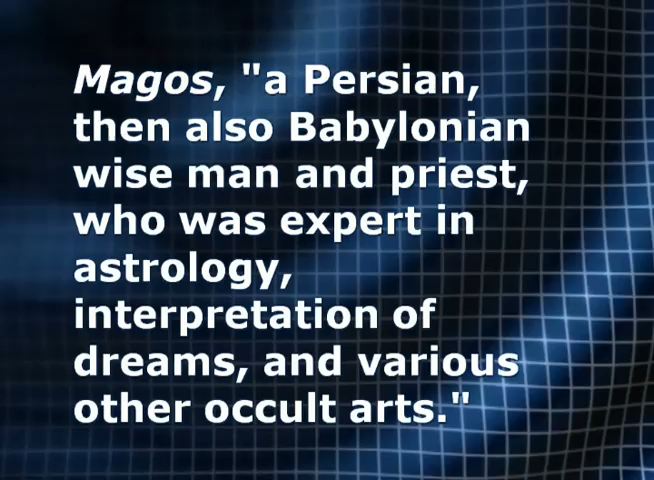 Magos, "a Persian,
then also Babylonian
wise man and priest,
who was expert in
astrology,
interpretation of
dreams, and various
other occult arts."